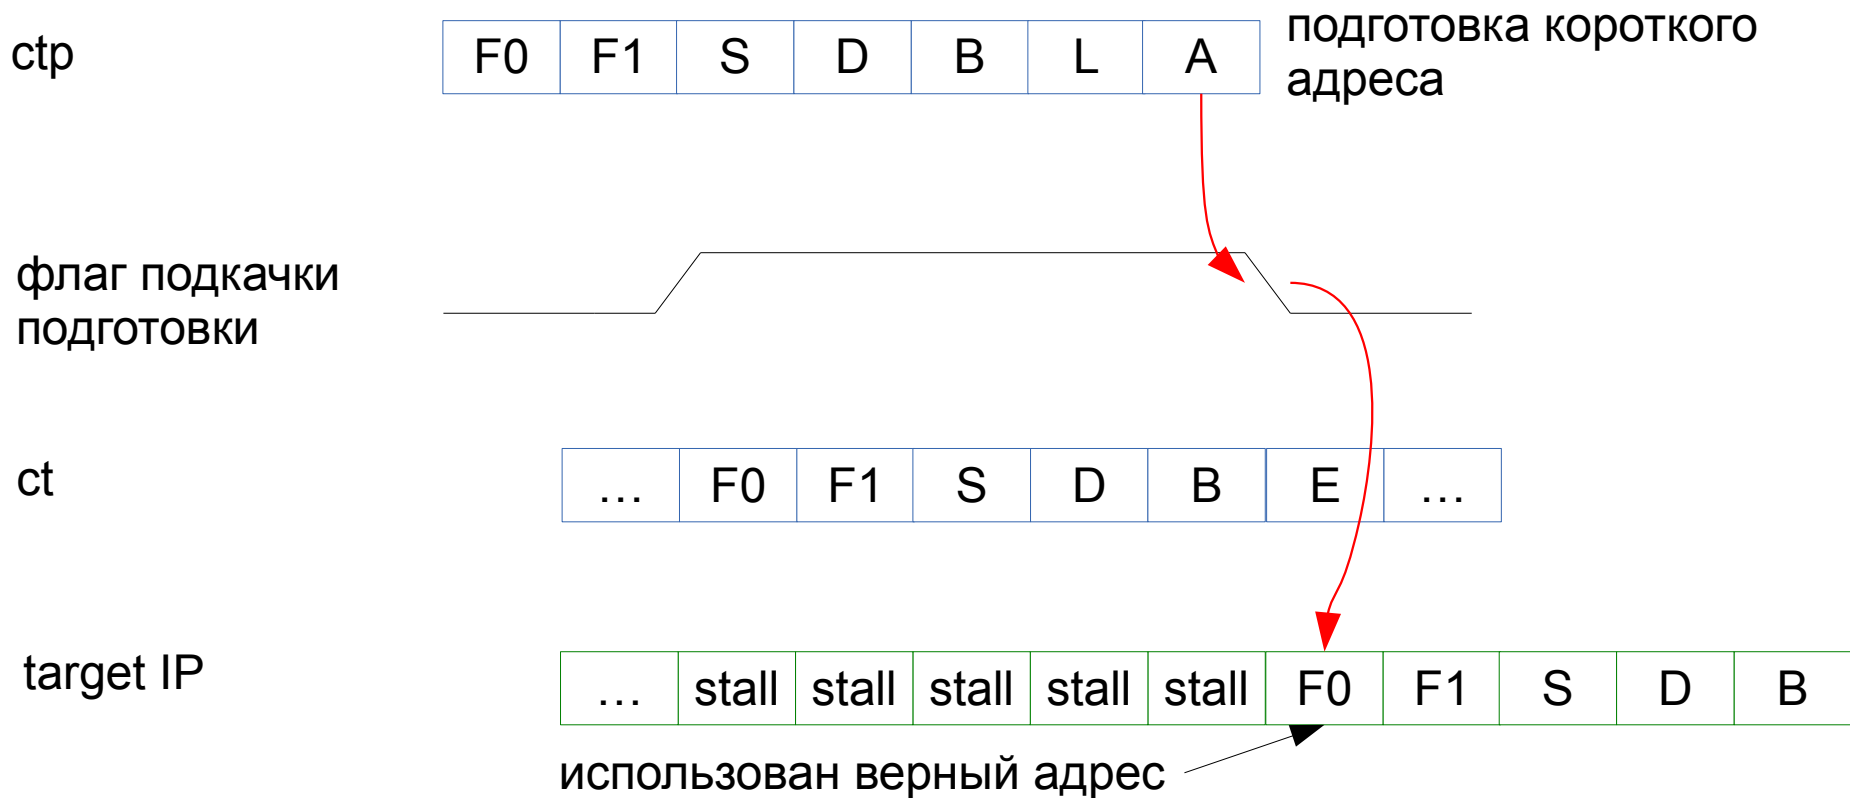 ctp F0 F1 S D B L A подготовка короткого
адреса
флаг подкачки
подготовки
ct … F0 F1 S D B E …
target IP … stall stall stall stall stall F0 F1 S D B
использован верный адрес